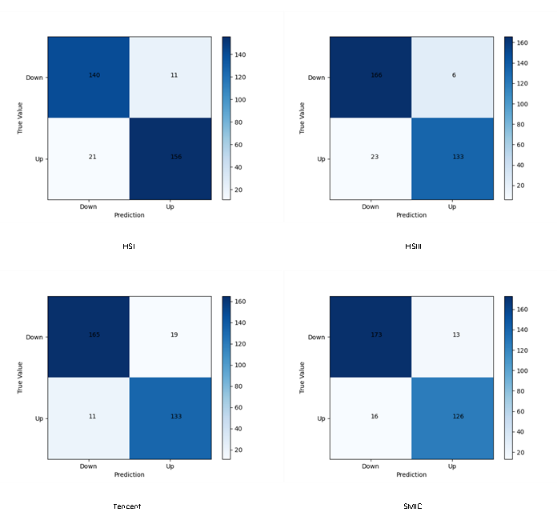 140
11
Down
True Value
21
156
Up
Down
Up
Prediction
140
120
100
80
60
40
20
HSI
166
6
Down
True Value
23
133
Up
Down
Up
Prediction
160
140
120
100
80
60
40
20
165
19
Down
True Value
11
133
Up
Down
Up
Prediction
160
140
120
100
80
60
40
20
Tencent
173
13
Down
True Value
16
126
Up
Down
Up
Prediction
160
140
120
100
80
60
40
20
SMIC